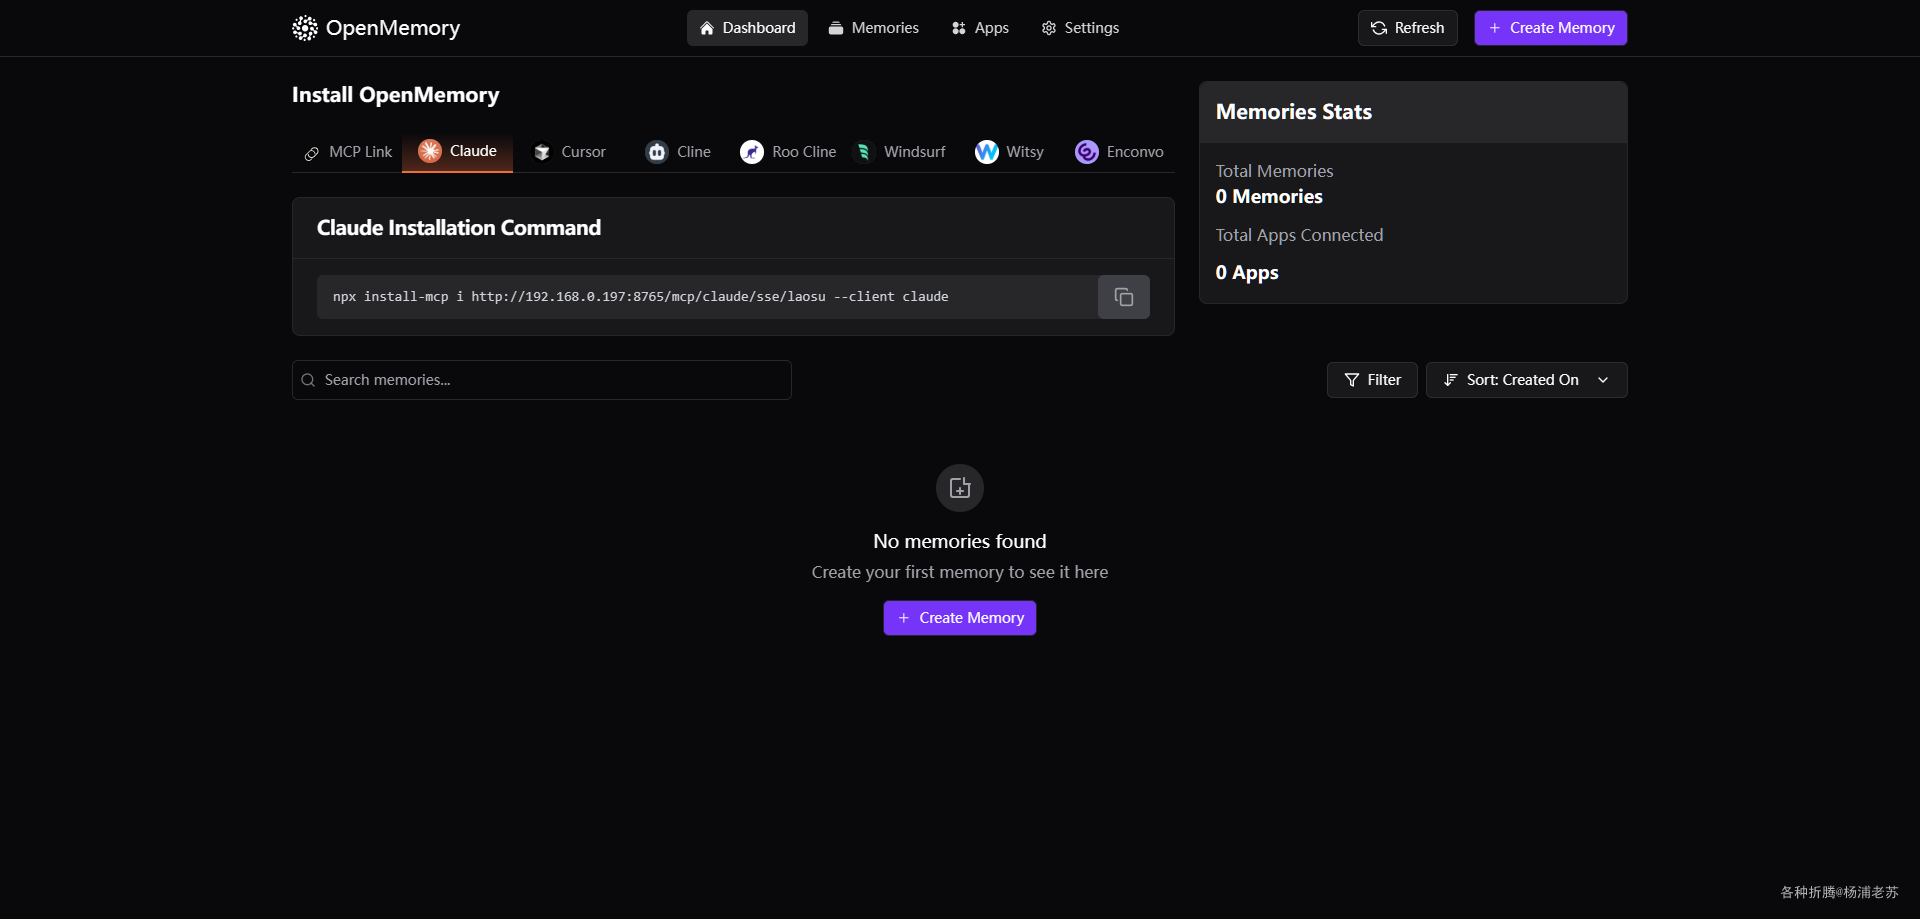 OpenMemory
Dashboard
Memories
Apps
Settings
Refresh
+ Create Memory
Install OpenMemory
MCP Link
Claude
Cursor
Cline
Roo Cline
Windsurf
Witsy
Enconvo
Claude Installation Command
npx install-mcp i http://192.168.0.197:8765/mcp/claude/sse/laosu --client claude
Memories Stats
Total Memories
0 Memories
Total Apps Connected
0 Apps
Search memories...
Filter
Sort: Created On
No memories found
Create your first memory to see it here
+ Create Memory
各种折腾@杨浦老苏